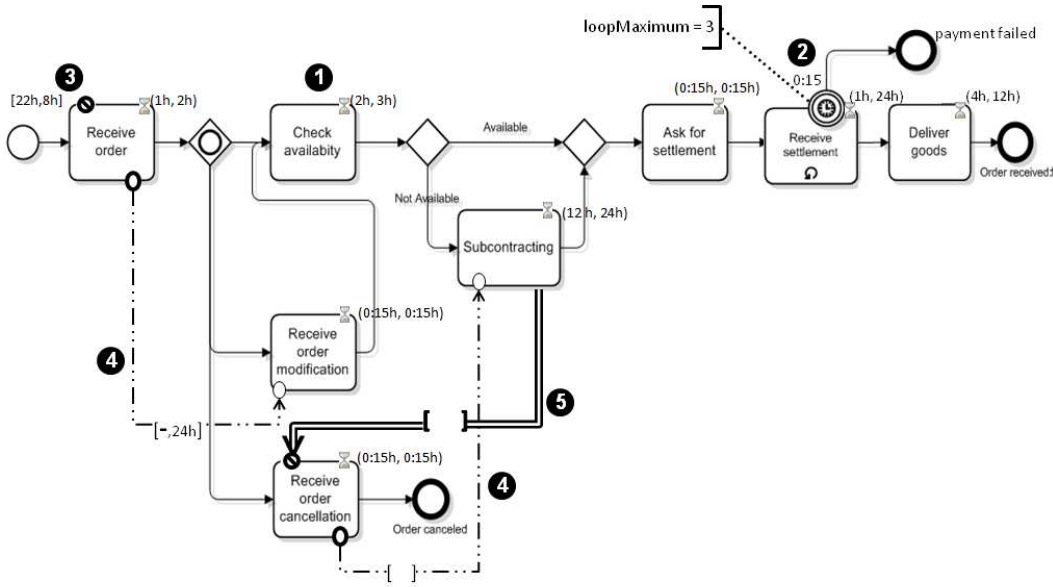 loopMaximum = 3
payment failed
2
0:15
3
1
[22h,8h]
(1h, 2h)
(2h, 3h)
(0:15h, 0:15h)
(1h, 24h)
(4h, 12h)
Receive
order
Check
availabity
Available
Ask for
settlement
Receive
settlement
Deliver
goods
Order received
Not Available
(12 h, 24h)
Subcontracting
(0:15h, 0:15h)
Receive
order
modification
4
5
[-,24h]
[ ]
(0:15h, 0:15h)
Receive
order
cancellation
4
Order canceled
[ ]